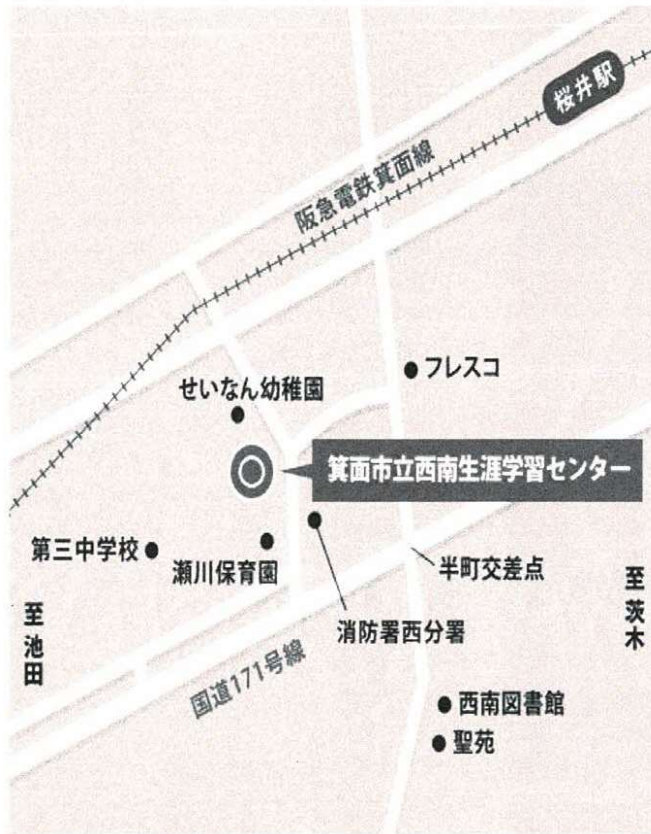 桜井駅
阪急電鉄箕面線
フレスコ
せいなん幼稚園
箕面市立西南生涯学習センター
第三中学校
瀬川保育園
半町交差点
至茨木
至池田
消防署西分署
国道171号線
西南図書館
聖苑